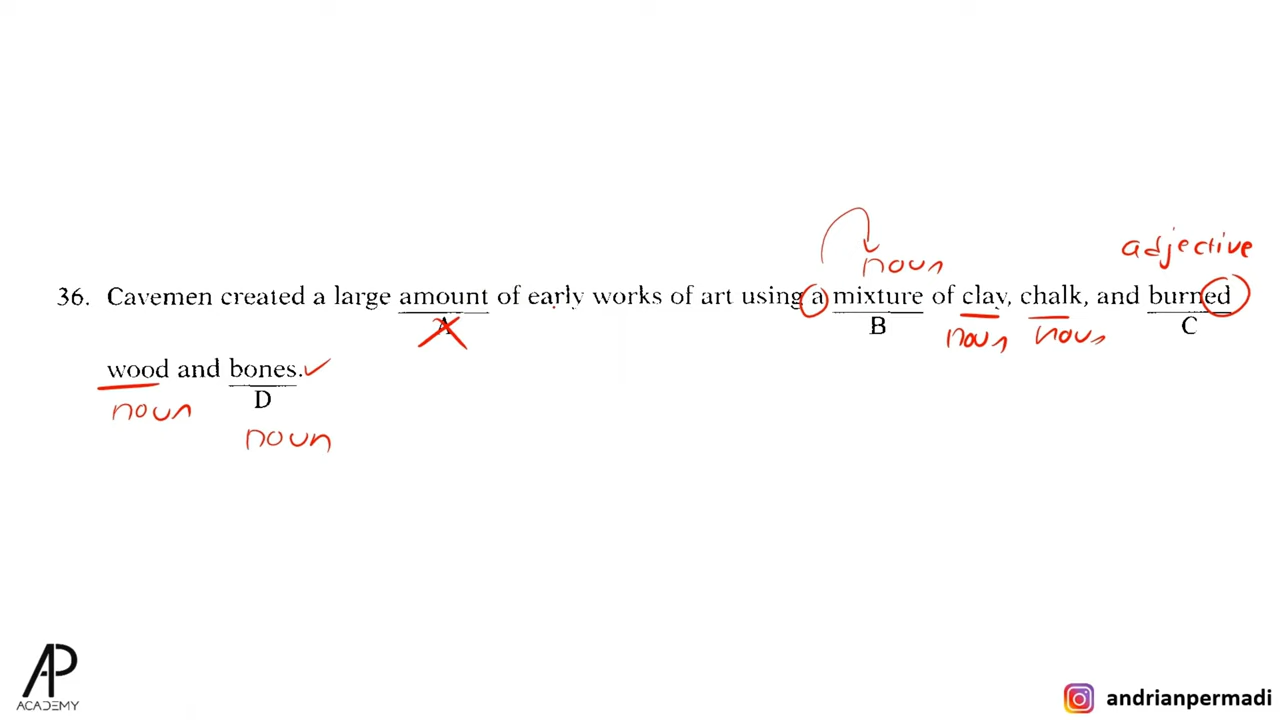 adjective
noun
36. Cavemen created a large amount of early works of art using a mixture of clay, chalk, and burned
A B noun noun C
wood and bones.
noun D
noun
AP
ACADEMY
andrianpermadi